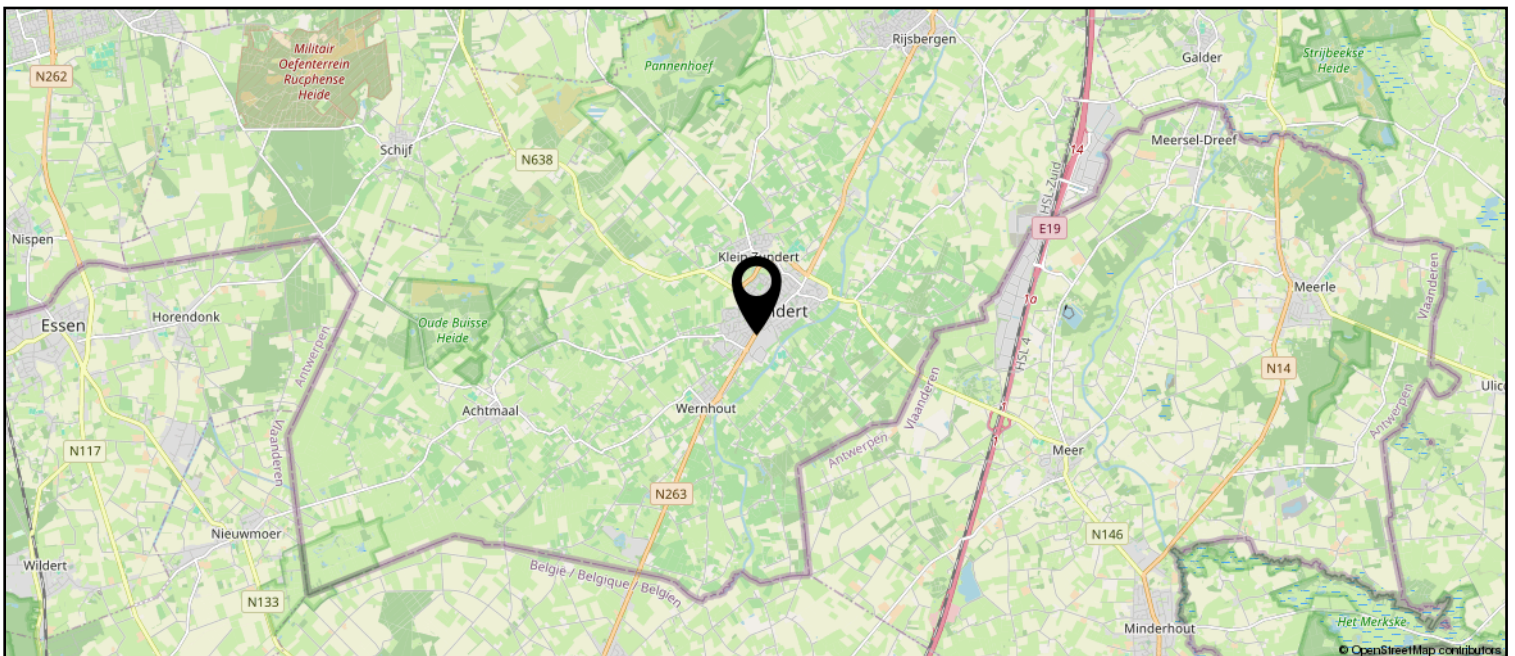 Rijsbergen
Militair
Oefenterrein
Rucphense
Heide
Galder
Strijbeekse
Heide
Pannenhoef
N262
Schijf
14
Meersel-Dreef
N638
HSL-Zuid
Nispen
E19
Klein-Zundert
1a
Vlaanderen
Meerle
Horendonk
Essen
Oude Buisse
Heide
Antwerpen
HSL 4
N14
Vlaanderen
Antwerpen
Achtmaal
Wernhout
Vlaanderen
Antwerpen
1
N117
Meer
N263
Nieuwmoer
N146
Wildert
België / Belgique / Belgien
N133
Het Merkske
Minderhout
© OpenStreetMap contributors